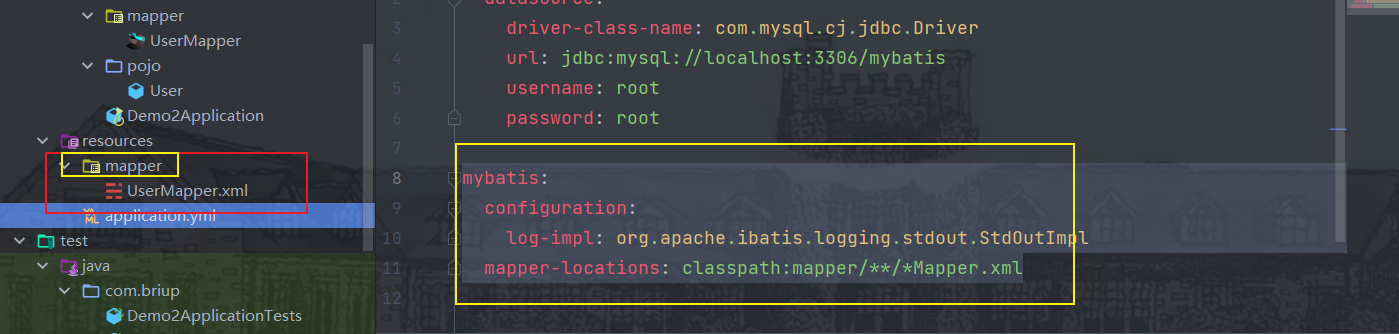 mapper
UserMapper
pojo
User
Demo2Application
resources
mapper
UserMapper.xml
application.yml
test
java
com.briup
Demo2ApplicationTests
2 datasource:
3 driver-class-name: com.mysql.cj.jdbc.Driver
4 url: jdbc:mysql://localhost:3306/mybatis
5 username: root
6 password: root
7
8 mybatis:
9 configuration:
10 log-impl: org.apache.ibatis.logging.stdout.StdOutImpl
11 mapper-locations: classpath:mapper/**/*Mapper.xml
12